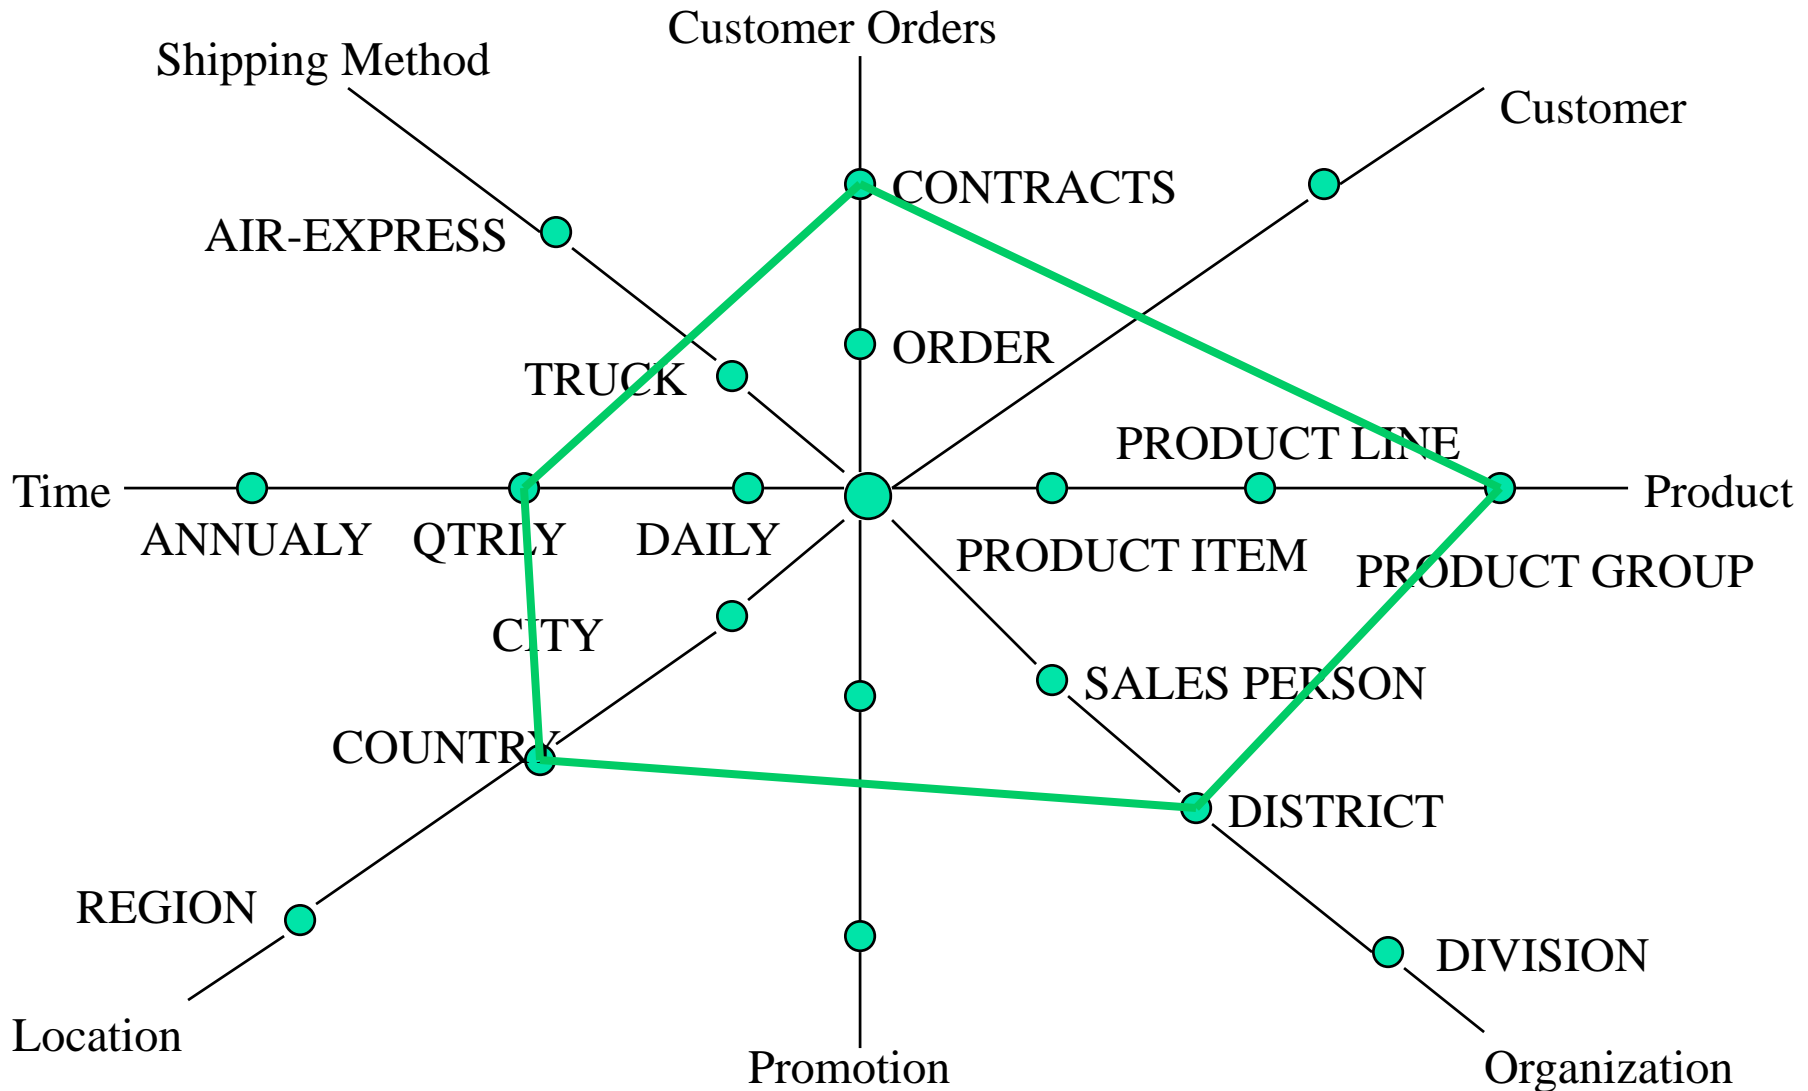 Customer Orders
Shipping Method
Customer
CONTRACTS
AIR-EXPRESS
ORDER
TRUCK
PRODUCT LINE
Time
Product
ANNUALY
QTRLY
DAILY
PRODUCT ITEM
PRODUCT GROUP
CITY
SALES PERSON
COUNTRY
DISTRICT
REGION
DIVISION
Location
Promotion
Organization